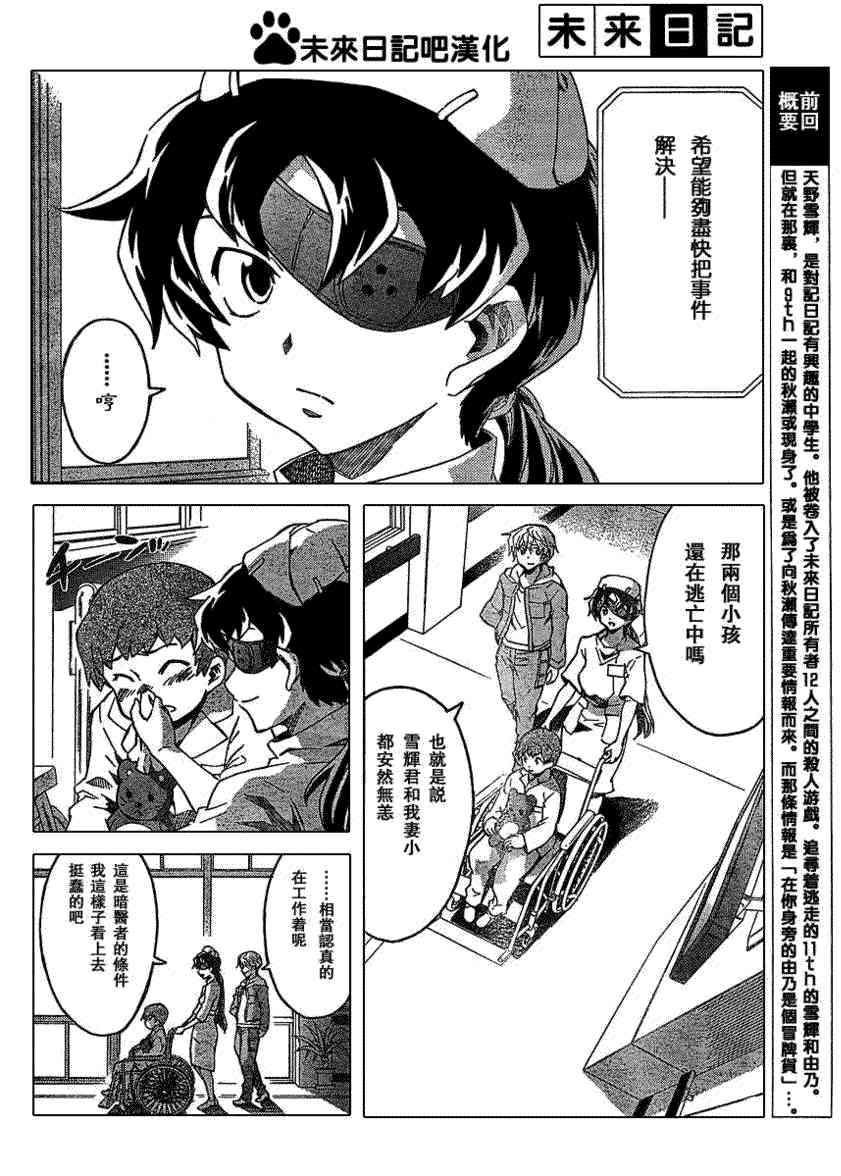 未來日記吧漢化
未來日記
前回
概要
天野雪輝，是對記日記有興趣的中學生。他被卷入了未來日記所有者12人之間的殺人游戲。追尋着逃走的11th的雪輝和由乃。
但就在那裏，和9th一起的秋瀨或現身了。或是爲了向秋瀨傳達重要情報而來。而那條情報是「在你身旁的由乃是個冒牌貨」…。
希望能夠盡快把事件
解決——
……哼
那兩個小孩
還在逃亡中嗎
也就是説
雪輝君和我妻小
都安然無恙
チーン
……相當認真的
在工作着呢
這是暗醫者的條件
我這樣子看上去
挺蠢的吧